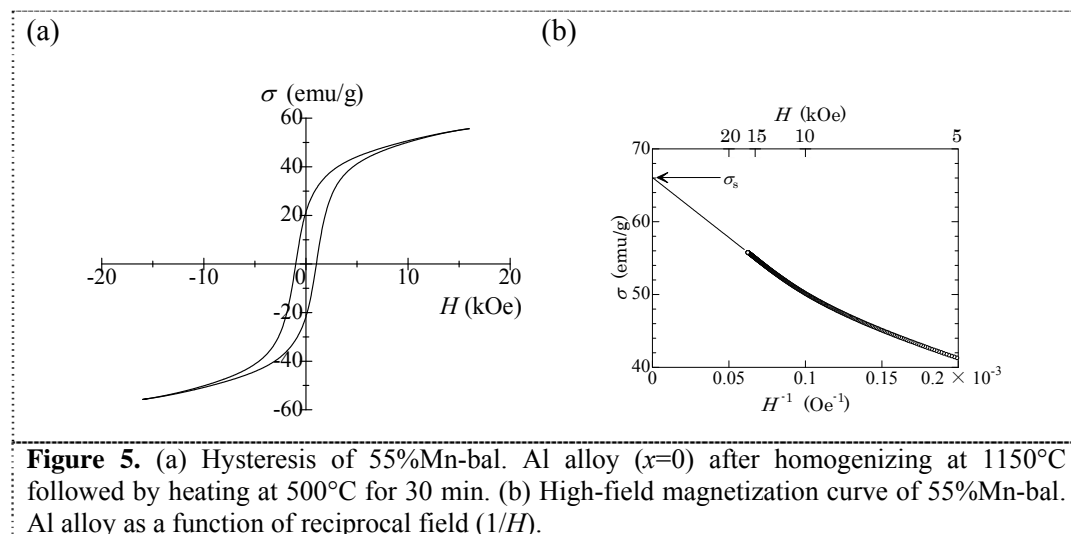 (a)
(b)
σ (emu/g)
60
40
20
-20
0
10
20
-20
-40
-60
H (kOe)
H (kOe)
20 15 10 5
70
σs
60
50
40
σ (emu/g)
0 0.05 0.1 0.15 0.2 × 10-3
H-1 (Oe-1)
Figure 5. (a) Hysteresis of 55%Mn-bal. Al alloy (x=0) after homogenizing at 1150°C
followed by heating at 500°C for 30 min. (b) High-field magnetization curve of 55%Mn-bal.
Al alloy as a function of reciprocal field (1/H).